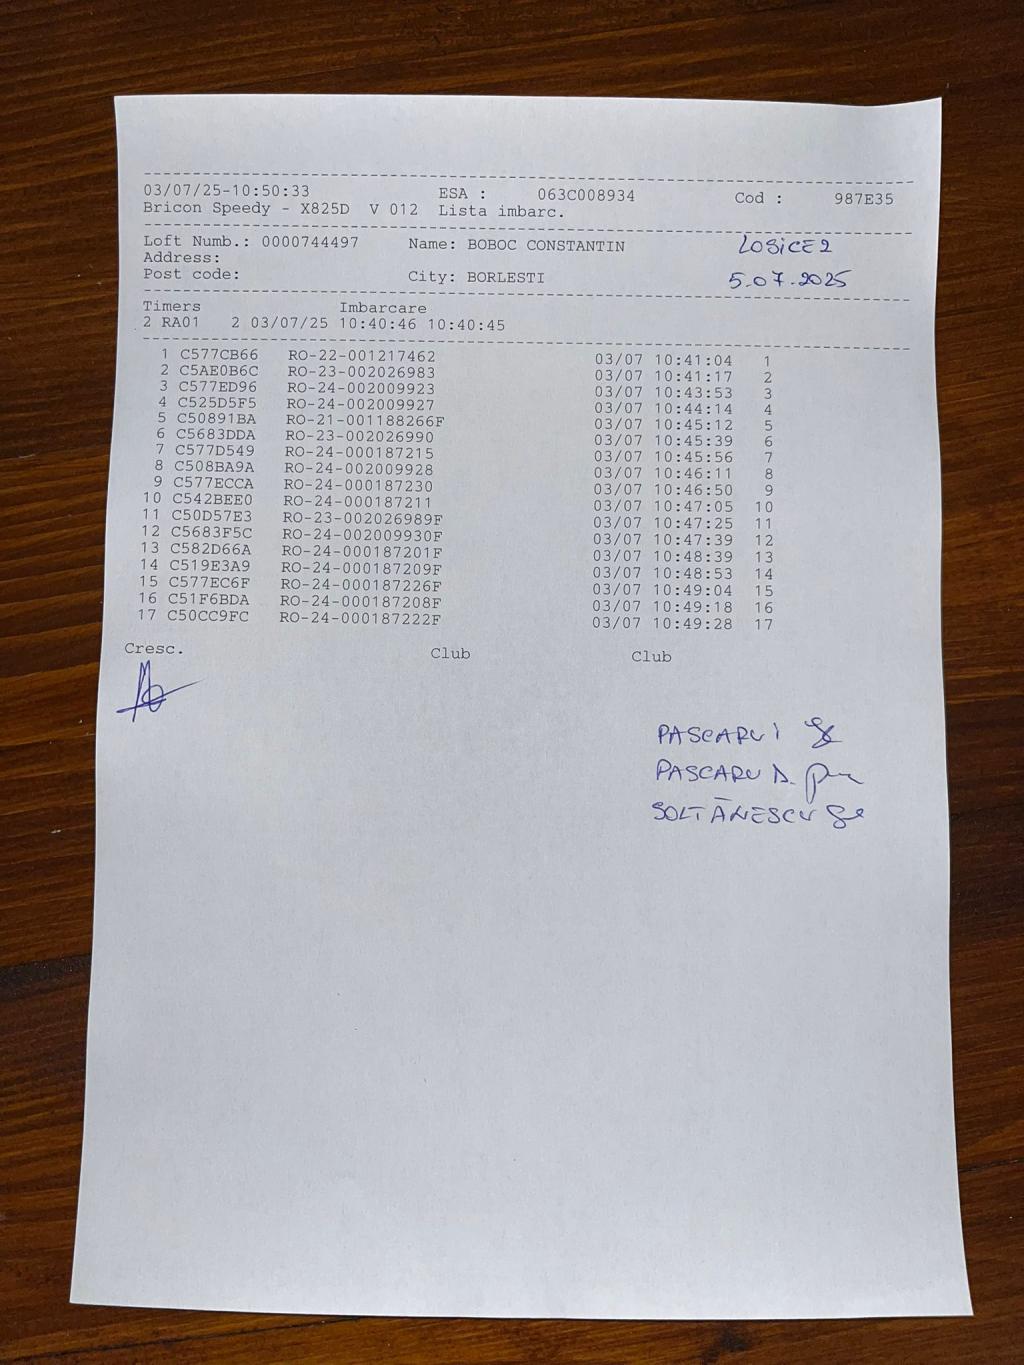 03/07/25-10:50:33 ESA : 063C008934 Cod : 987E35
Bricon Speedy - X825D V 012 Lista imbarc.
Loft Numb.: 0000744497 Name: BOBOC CONSTANTIN LOSICE2
Address:
Post code: City: BORLESTI 5.07.2025
Timers Imbarcare
2 RA01 2 03/07/25 10:40:46 10:40:45
1 C577CB66 RO-22-001217462 03/07 10:41:04 1
2 C5AE0B6C RO-23-002026983 03/07 10:41:17 2
3 C577ED96 RO-24-002009923 03/07 10:43:53 3
4 C525D5F5 RO-24-002009927 03/07 10:44:14 4
5 C50891BA RO-21-001188266F 03/07 10:45:12 5
6 C5683DDA RO-23-002026990 03/07 10:45:39 6
7 C577D549 RO-24-000187215 03/07 10:45:56 7
8 C508BA9A RO-24-002009928 03/07 10:46:11 8
9 C577ECCA RO-24-000187230 03/07 10:46:50 9
10 C542BEE0 RO-24-000187211 03/07 10:47:05 10
11 C50D57E3 RO-23-002026989F 03/07 10:47:25 11
12 C5683F5C RO-24-002009930F 03/07 10:47:39 12
13 C582D66A RO-24-000187201F 03/07 10:48:39 13
14 C519E3A9 RO-24-000187209F 03/07 10:48:53 14
15 C577EC6F RO-24-000187226F 03/07 10:49:04 15
16 C51F6BDA RO-24-000187208F 03/07 10:49:18 16
17 C50CC9FC RO-24-000187222F 03/07 10:49:28 17
Cresc. Club Club
PASCARU I
PASCARU D.
SOLTĂNESCU